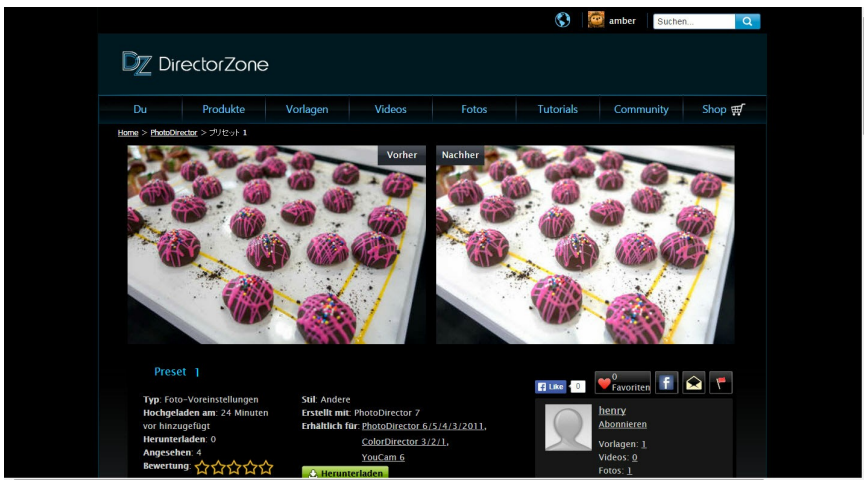 amber
Suchen...
DZ DirectorZone
Du Produkte Vorlagen Videos Fotos Tutorials Community Shop
Home > PhotoDirector > プリセット 1
Vorher
Nachher
Preset 1
Like 0
0
Favoriten
Typ: Foto-Voreinstellungen
Hochgeladen am: 24 Minuten
vor hinzugefügt
Herunterladen: 0
Angesehen: 4
Bewertung:
Stil: Andere
Erstellt mit: PhotoDirector 7
Erhältlich für: PhotoDirector 6/5/4/3/2011,
ColorDirector 3/2/1,
YouCam 6
Herunterladen
henry
Abonnieren
Vorlagen: 1
Videos: 0
Fotos: 1